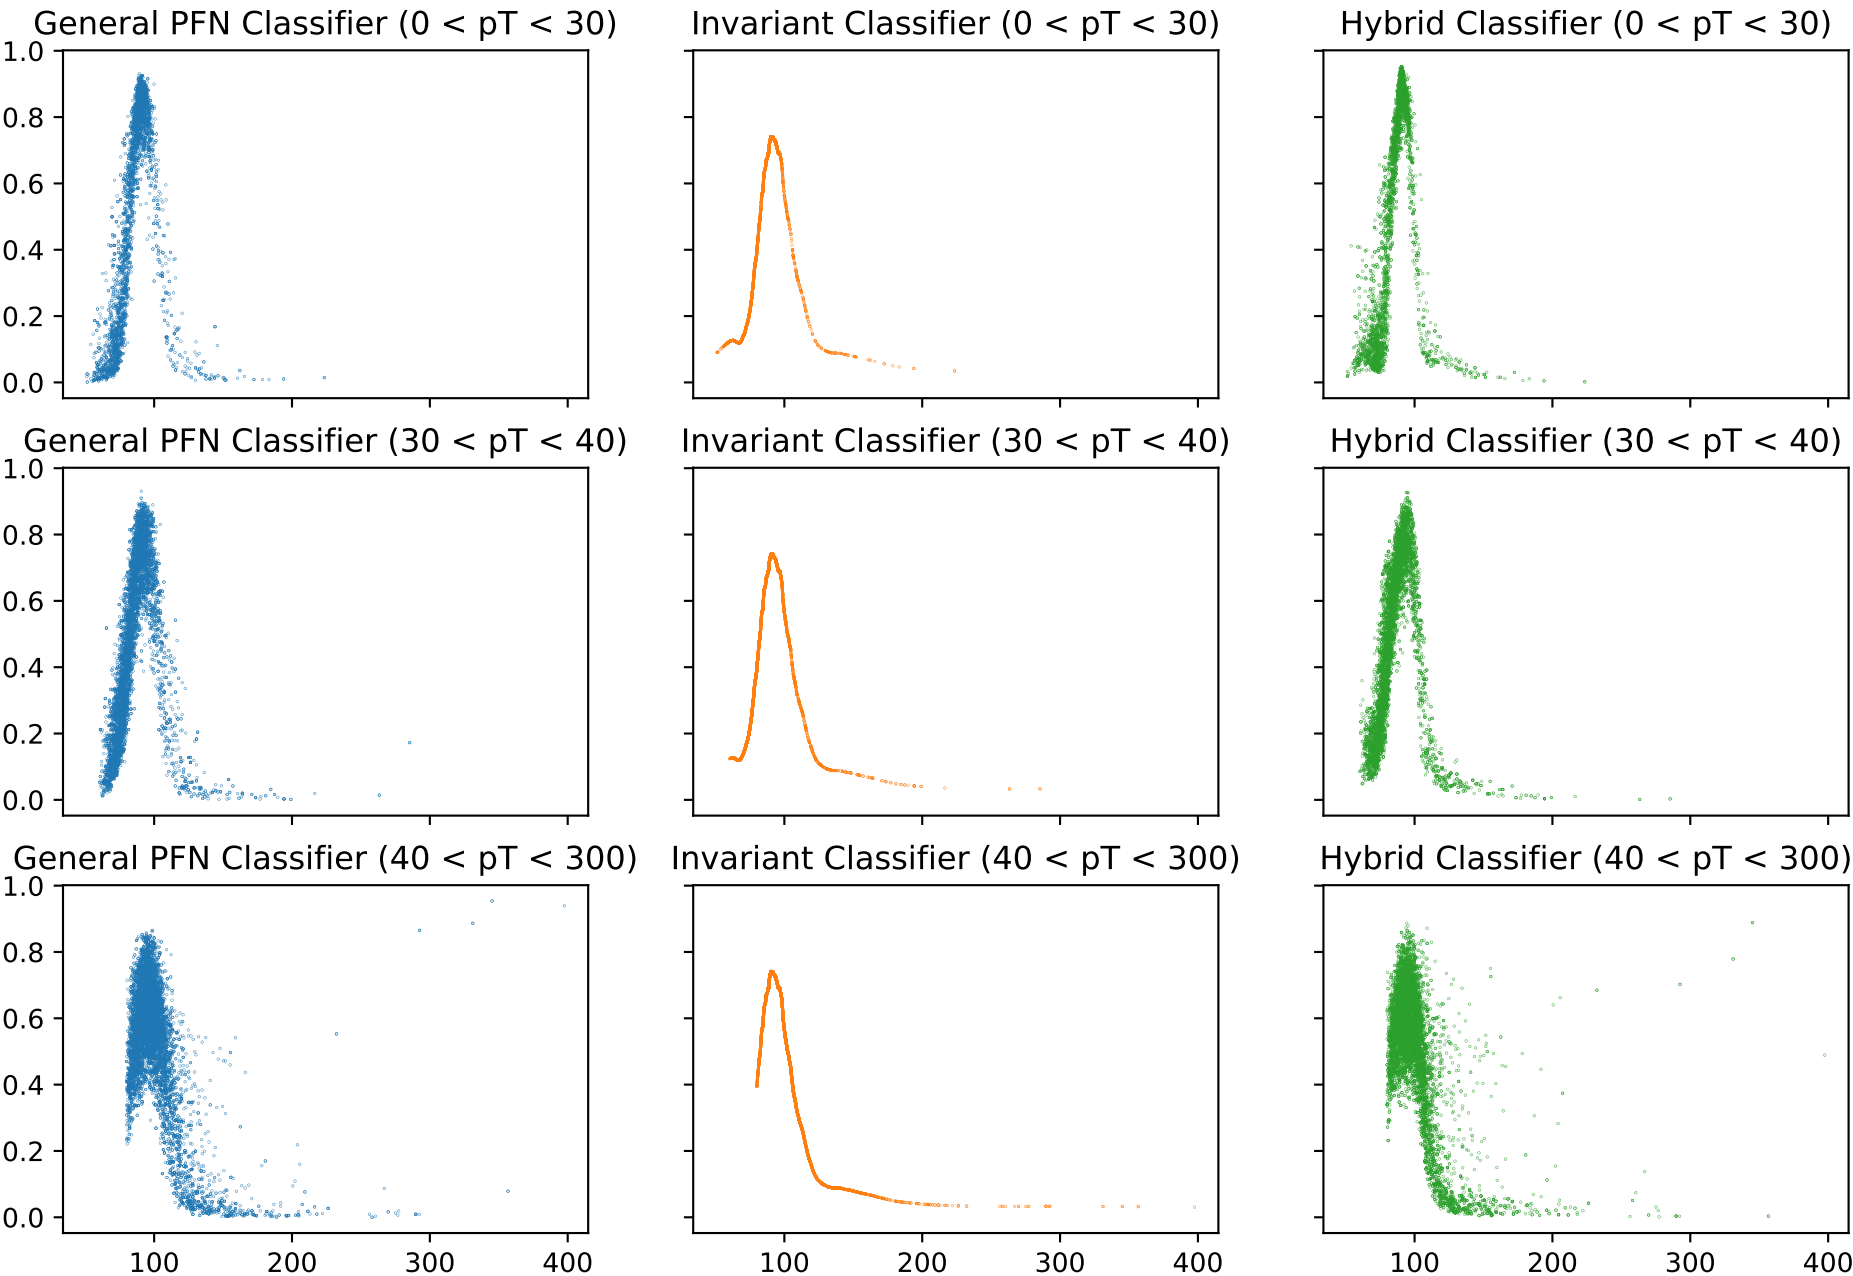 General PFN Classifier (0 < pT < 30)
Invariant Classifier (0 < pT < 30)
Hybrid Classifier (0 < pT < 30)
1.0
0.8
0.6
0.4
0.2
0.0
General PFN Classifier (30 < pT < 40)
Invariant Classifier (30 < pT < 40)
Hybrid Classifier (30 < pT < 40)
1.0
0.8
0.6
0.4
0.2
0.0
General PFN Classifier (40 < pT < 300)
Invariant Classifier (40 < pT < 300)
Hybrid Classifier (40 < pT < 300)
1.0
0.8
0.6
0.4
0.2
0.0
100 200 300 400
100 200 300 400
100 200 300 400